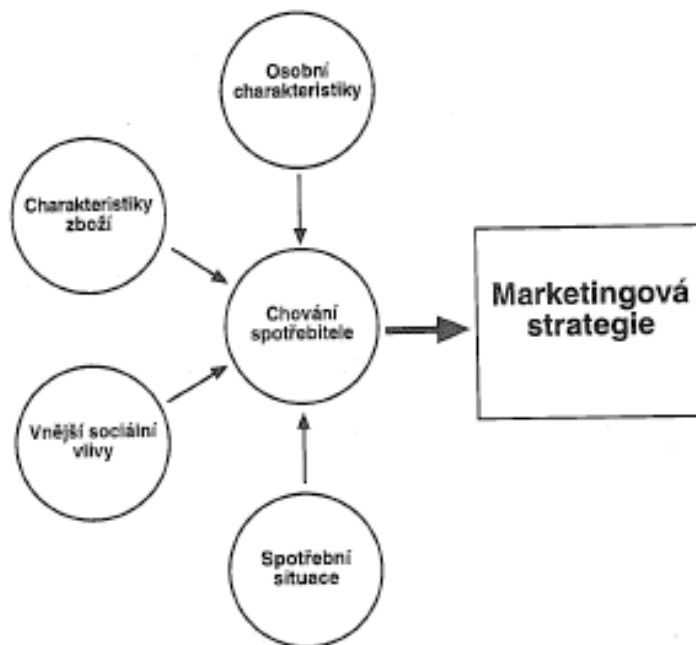 Osobní
charakteristiky
Charakteristiky
zboží
Chování
spotřebitele
Marketingová
strategie
Vnější sociální
vlivy
Spotřební
situace